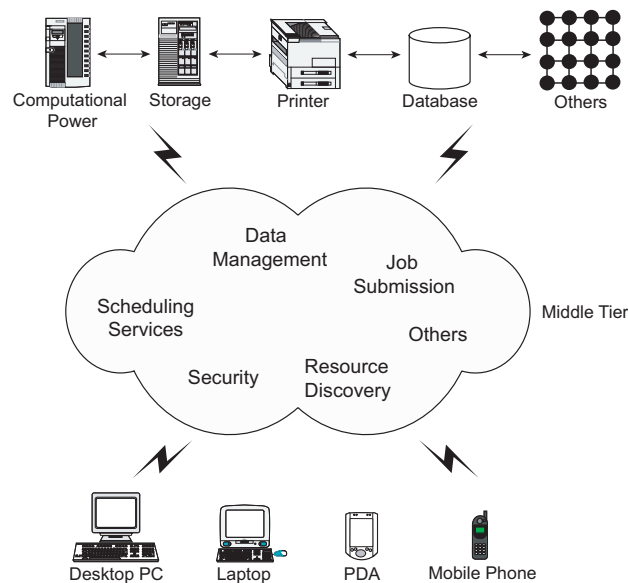 Computational
Power
Storage
Printer
Database
Others
Data
Management
Job
Submission
Scheduling
Services
Middle Tier
Others
Security
Resource
Discovery
Desktop PC
Laptop
PDA
Mobile Phone